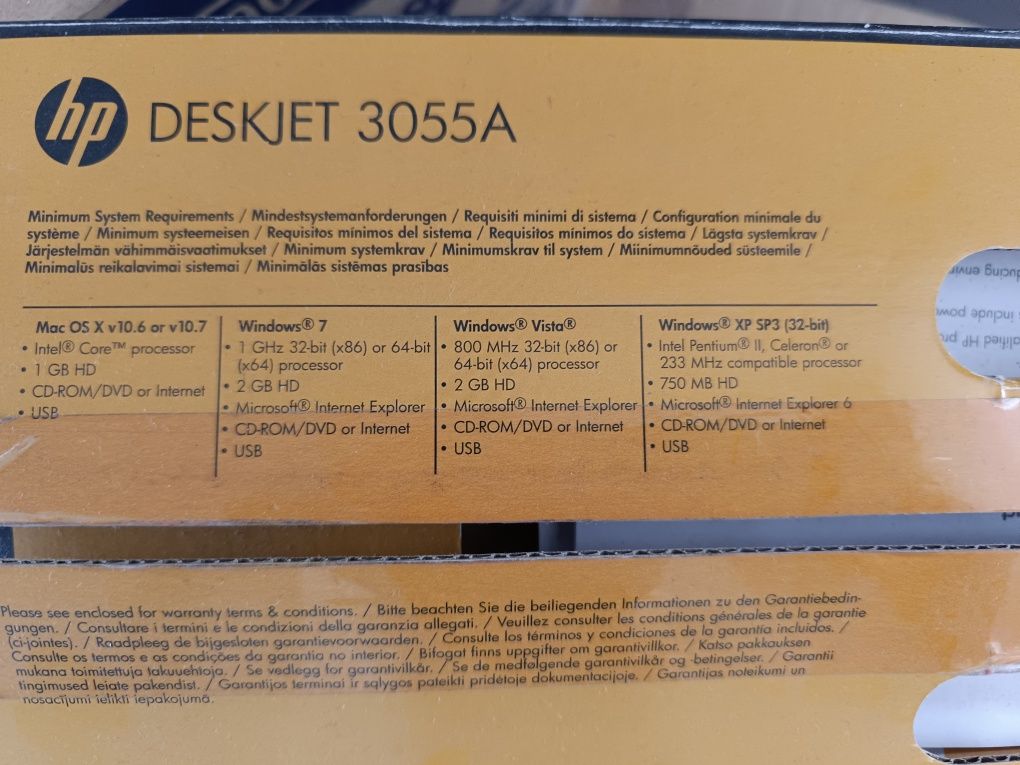 hp DESKJET 3055A
Minimum System Requirements / Mindestsystemanforderungen / Requisiti minimi di sistema / Configuration minimale du
système / Minimum systeemeisen / Requisitos mínimos del sistema / Requisitos mínimos do sistema / Lägsta systemkrav /
Järjestelmän vähimmäisvaatimukset / Minimum systemkrav / Minimumskrav til system / Miinimumnõuded süsteemile /
Minimalūs reikalavimai sistemai / Minimālās sistēmas prasības
Mac OS X v10.6 or v10.7
• Intel® Core™ processor
• 1 GB HD
• CD-ROM/DVD or Internet
• USB
Windows® 7
• 1 GHz 32-bit (x86) or 64-bit
(x64) processor
• 2 GB HD
• Microsoft® Internet Explorer
• CD-ROM/DVD or Internet
• USB
Windows® Vista®
• 800 MHz 32-bit (x86) or
64-bit (x64) processor
• 2 GB HD
• Microsoft® Internet Explorer
• CD-ROM/DVD or Internet
• USB
Windows® XP SP3 (32-bit)
• Intel Pentium® II, Celeron® or
233 MHz compatible processor
• 750 MB HD
• Microsoft® Internet Explorer 6
• CD-ROM/DVD or Internet
• USB
Please see enclosed for warranty terms & conditions. / Bitte beachten Sie die beiliegenden Informationen zu den Garantiebedin-
gungen. / Consultare i termini e le condizioni della garanzia allegati. / Veuillez consulter les conditions générales de la garantie
(ci-jointes). / Raadpleeg de bijgesloten garantievoorwaarden. / Consulte los términos y condiciones de la garantía incluidos. /
Consulte os termos e as condições da garantia no interior. / Bifogat finns uppgifter om garantivillkor. / Katso pakkauksen
mukana toimitettuja takuuehtoja. / Se vedlegg for garantivilkår. / Se de medfølgende garantivilkår og -betingelser. / Garantii
tingimused leiate pakendist. / Garantijos terminai ir sąlygos pateikti pridėtoje dokumentacijoje. / Garantijas noteikumi un
nosacījumi ielikti iepakojumā.